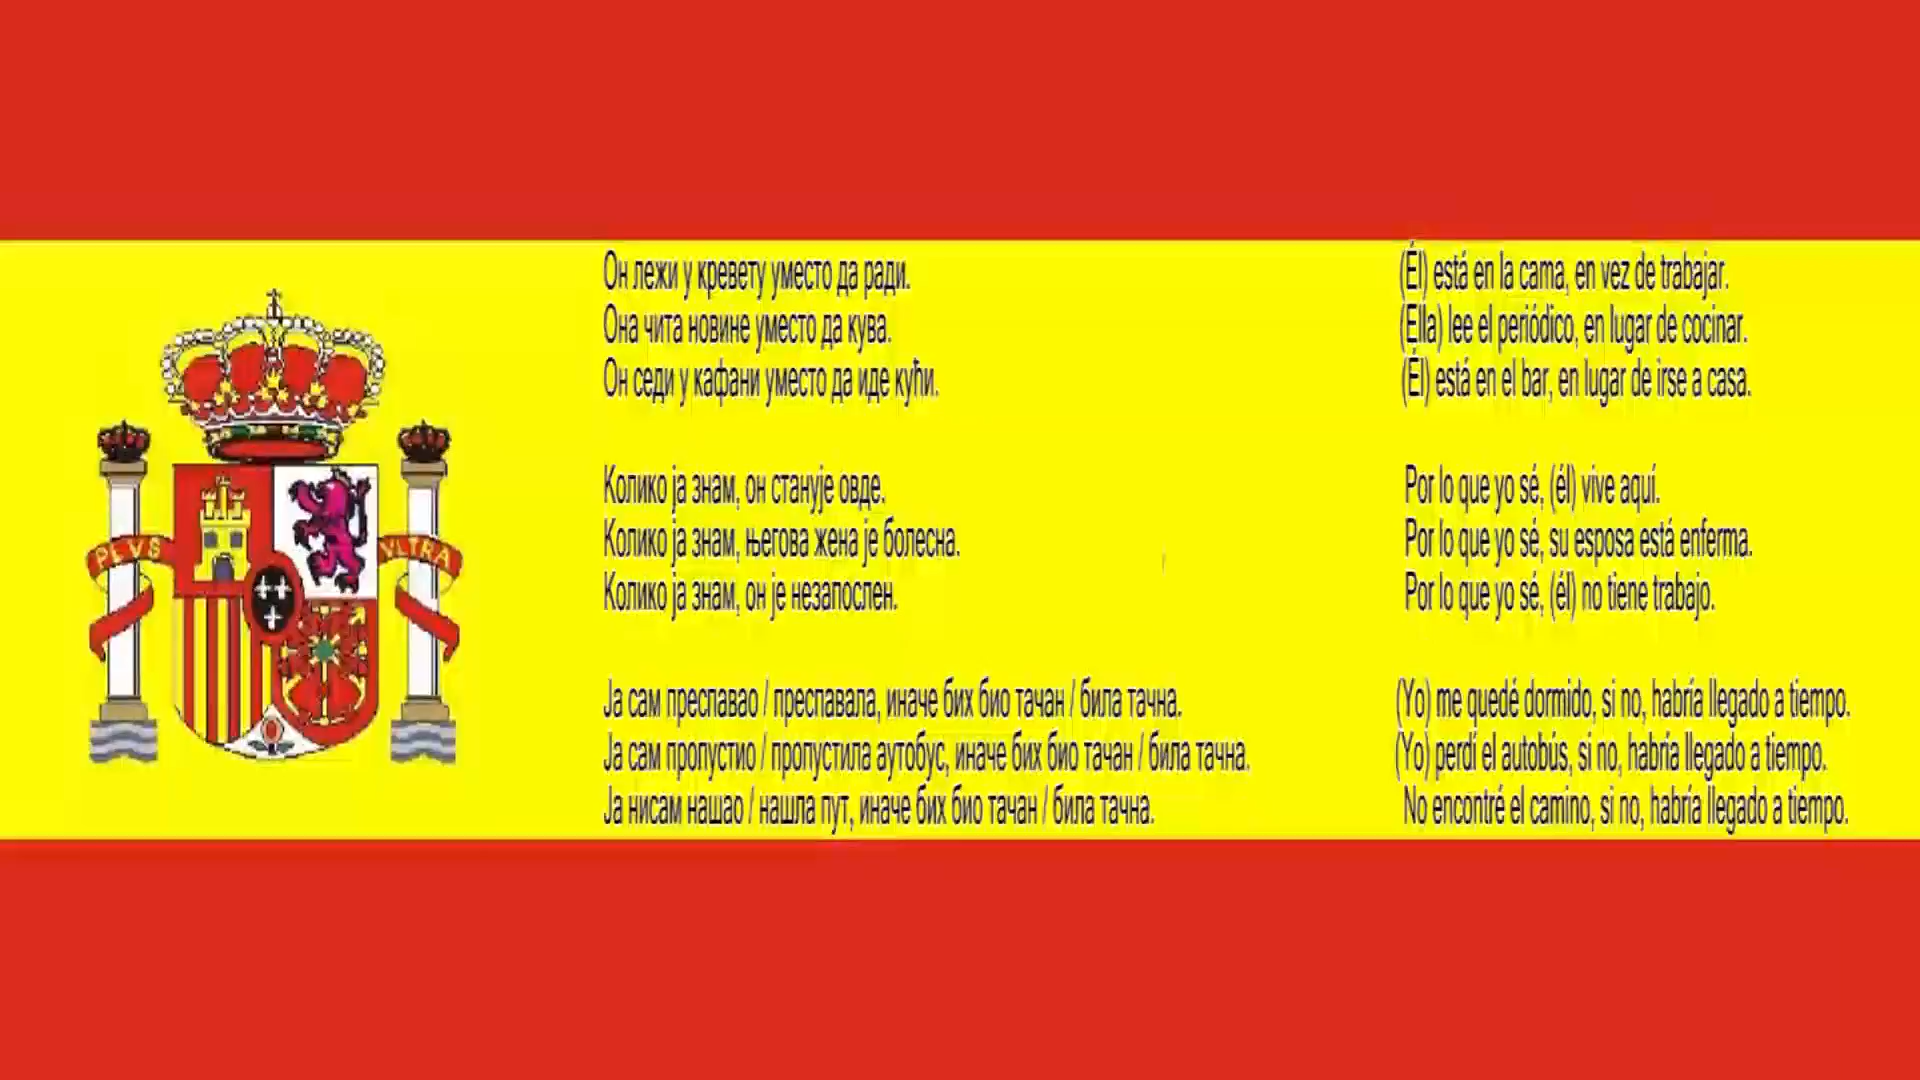 Он лежи у кревету уместо да ради. (Él) está en la cama, en vez de trabajar.
Она чита новине уместо да кува. (Ella) lee el periódico, en lugar de cocinar.
Он седи у кафани уместо да иде кући. (Él) está en el bar, en lugar de irse a casa.
Колико ја знам, он станује овде. Por lo que yo sé, (él) vive aquí.
Колико ја знам, његова жена је болесна. Por lo que yo sé, su esposa está enferma.
Колико ја знам, он је незапослен. Por lo que yo sé, (él) no tiene trabajo.
Ја сам преспавао / преспавала, иначе бих био тачан / била тачна. (Yo) me quedé dormido, si no, habría llegado a tiempo.
Ја сам пропустио / пропустила аутобус, иначе бих био тачан / била тачна. (Yo) perdí el autobús, si no, habría llegado a tiempo.
Ја нисам нашао / нашла пут, иначе бих био тачан / била тачна. No encontré el camino, si no, habría llegado a tiempo.
PLVS VLTRA